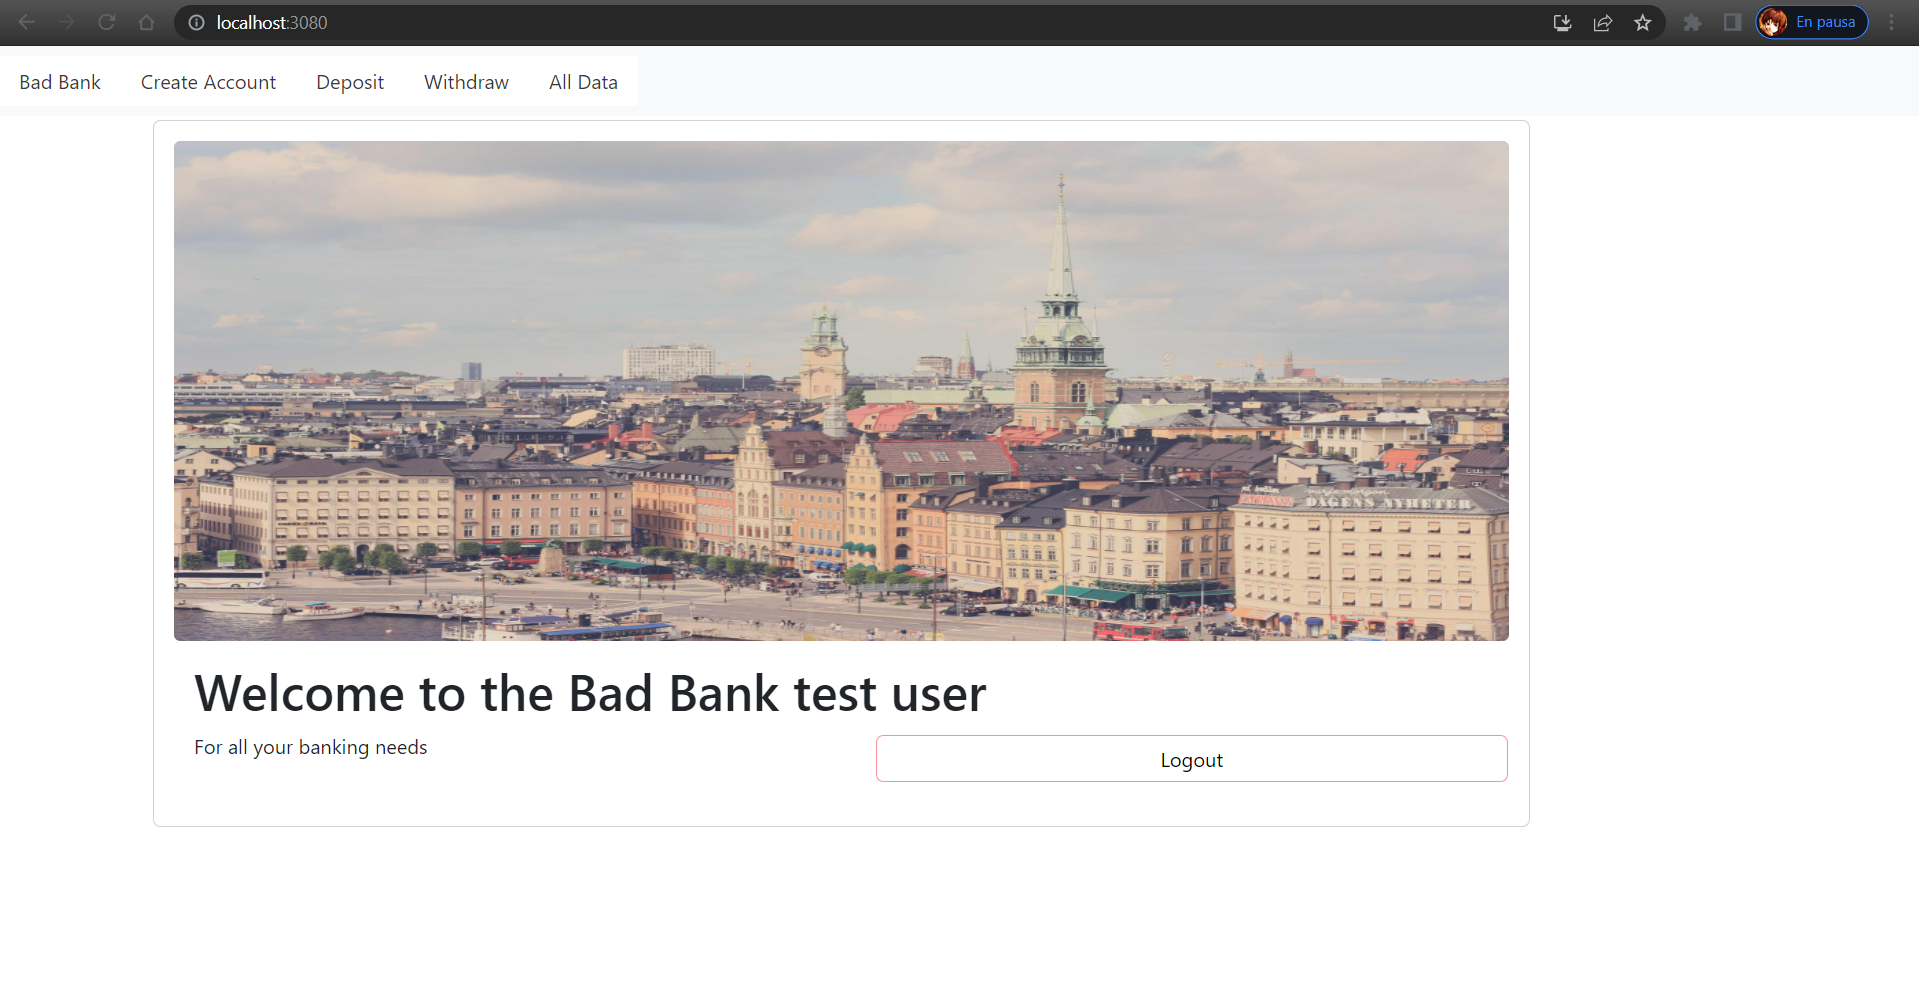 localhost:3080
En pausa
Bad Bank Create Account Deposit Withdraw All Data
DAGENS NYHETER
Welcome to the Bad Bank test user
For all your banking needs
Logout